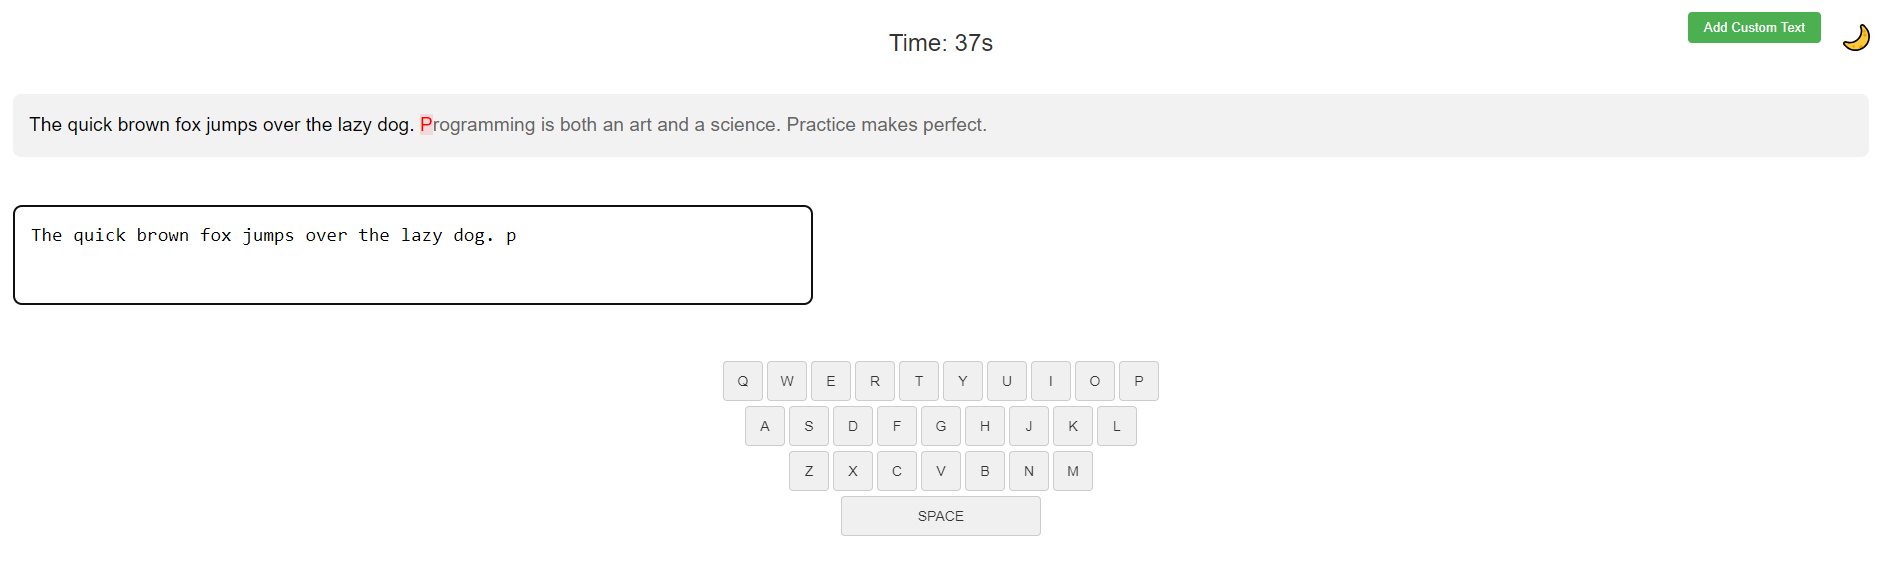 Add Custom Text
Time: 37s
The quick brown fox jumps over the lazy dog. Programming is both an art and a science. Practice makes perfect.
The quick brown fox jumps over the lazy dog. p
Q W E R T Y U I O P
A S D F G H J K L
Z X C V B N M
SPACE